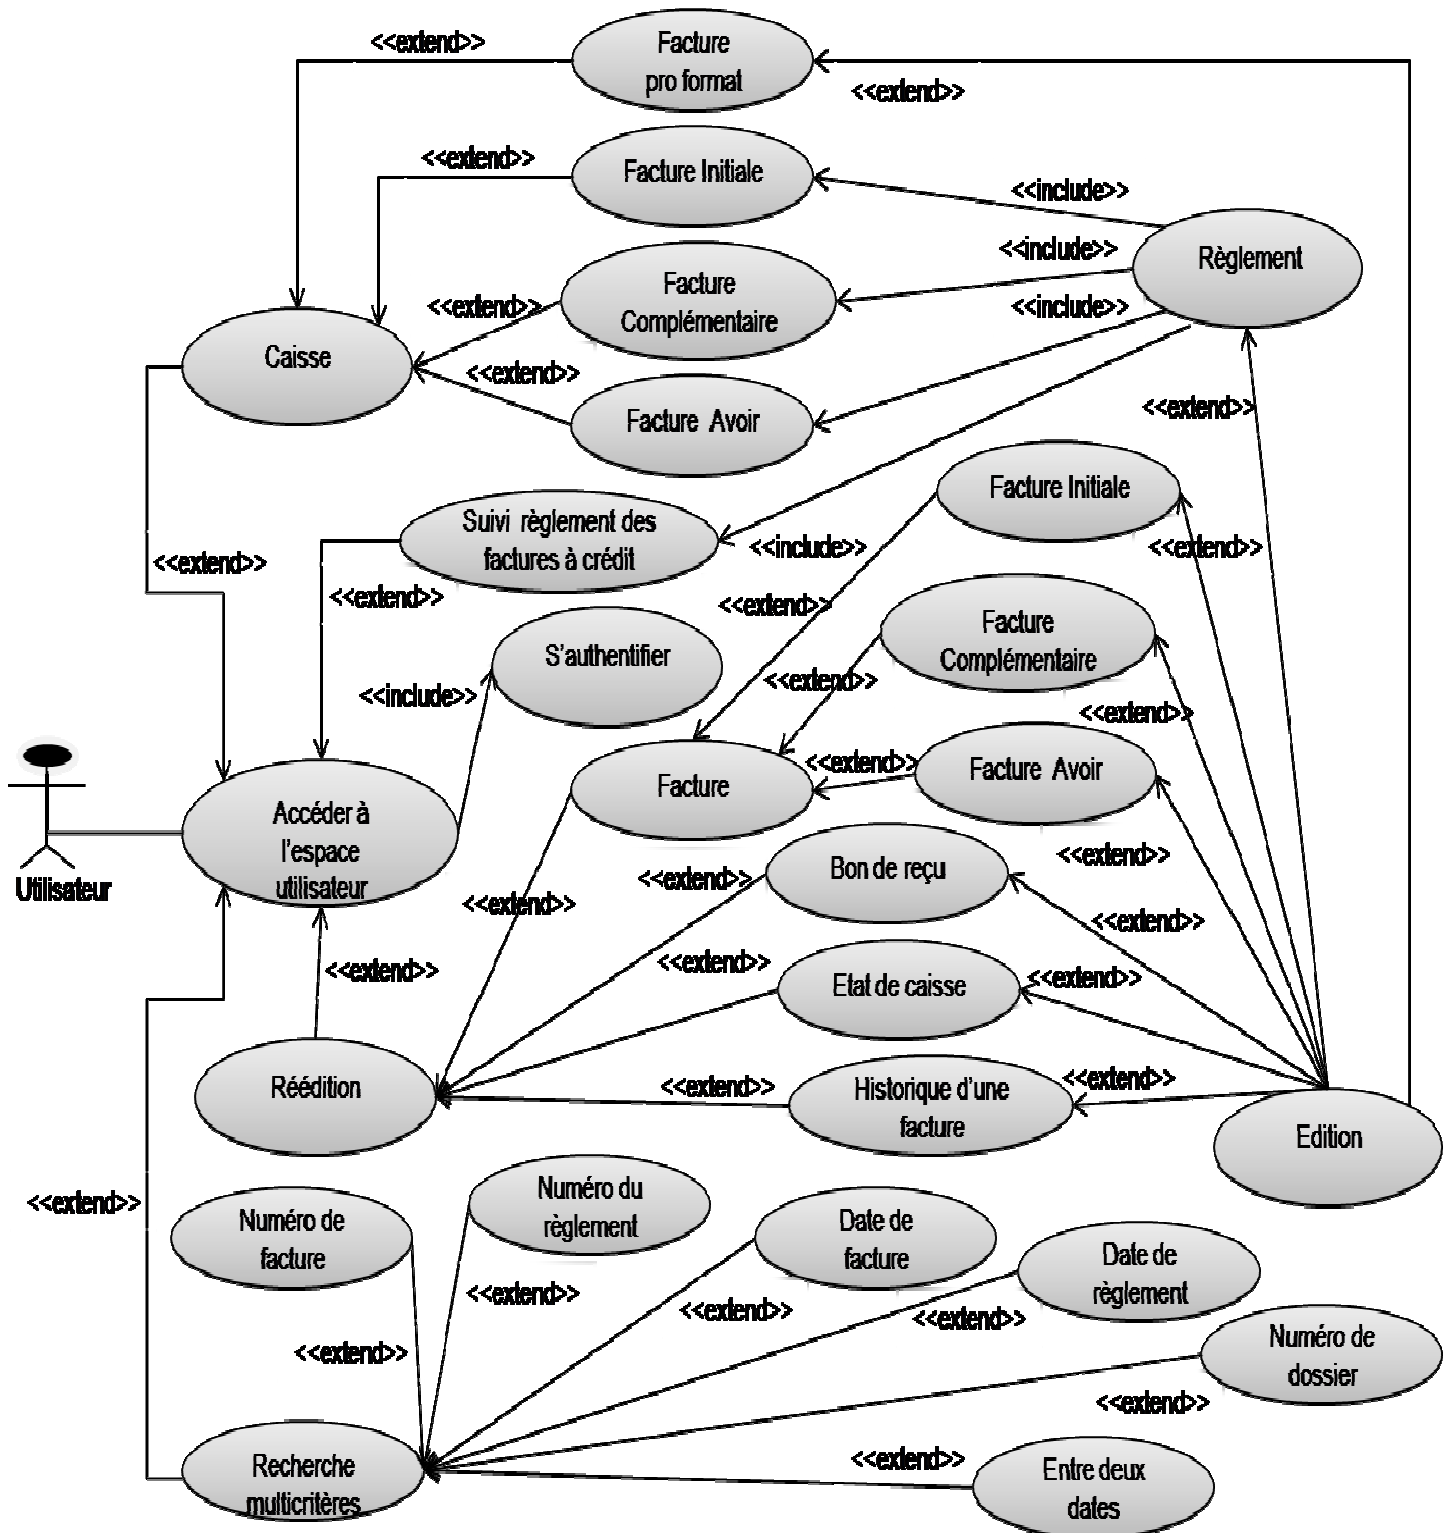 <<extend>>
Facture
pro format
<<extend>>
<<extend>>
Facture Initiale
<<include>>
<<include>>
Règlement
Facture
Complémentaire
<<extend>>
<<include>>
Caisse
<<extend>>
Facture Avoir
<<extend>>
Facture Initiale
Suivi règlement des
factures à crédit
<<include>>
<<extend>>
<<extend>>
<<extend>>
<<extend>>
Facture
Complémentaire
S'authentifier
<<extend>>
<<include>>
<<extend>>
Facture Avoir
<<extend>>
Facture
Accéder à
l'espace
utilisateur
Utilisateur
<<extend>>
Bon de reçu
<<extend>>
<<extend>>
<<extend>>
<<extend>>
<<extend>>
<<extend>>
Etat de caisse
Réédition
<<extend>>
Historique d'une
facture
<<extend>>
Edition
<<extend>>
Numéro de
facture
Numéro du
règlement
Date de
facture
Date de
règlement
<<extend>>
<<extend>>
<<extend>>
<<extend>>
Numéro de
dossier
<<extend>>
Recherche
multicritères
<<extend>>
Entre deux
dates